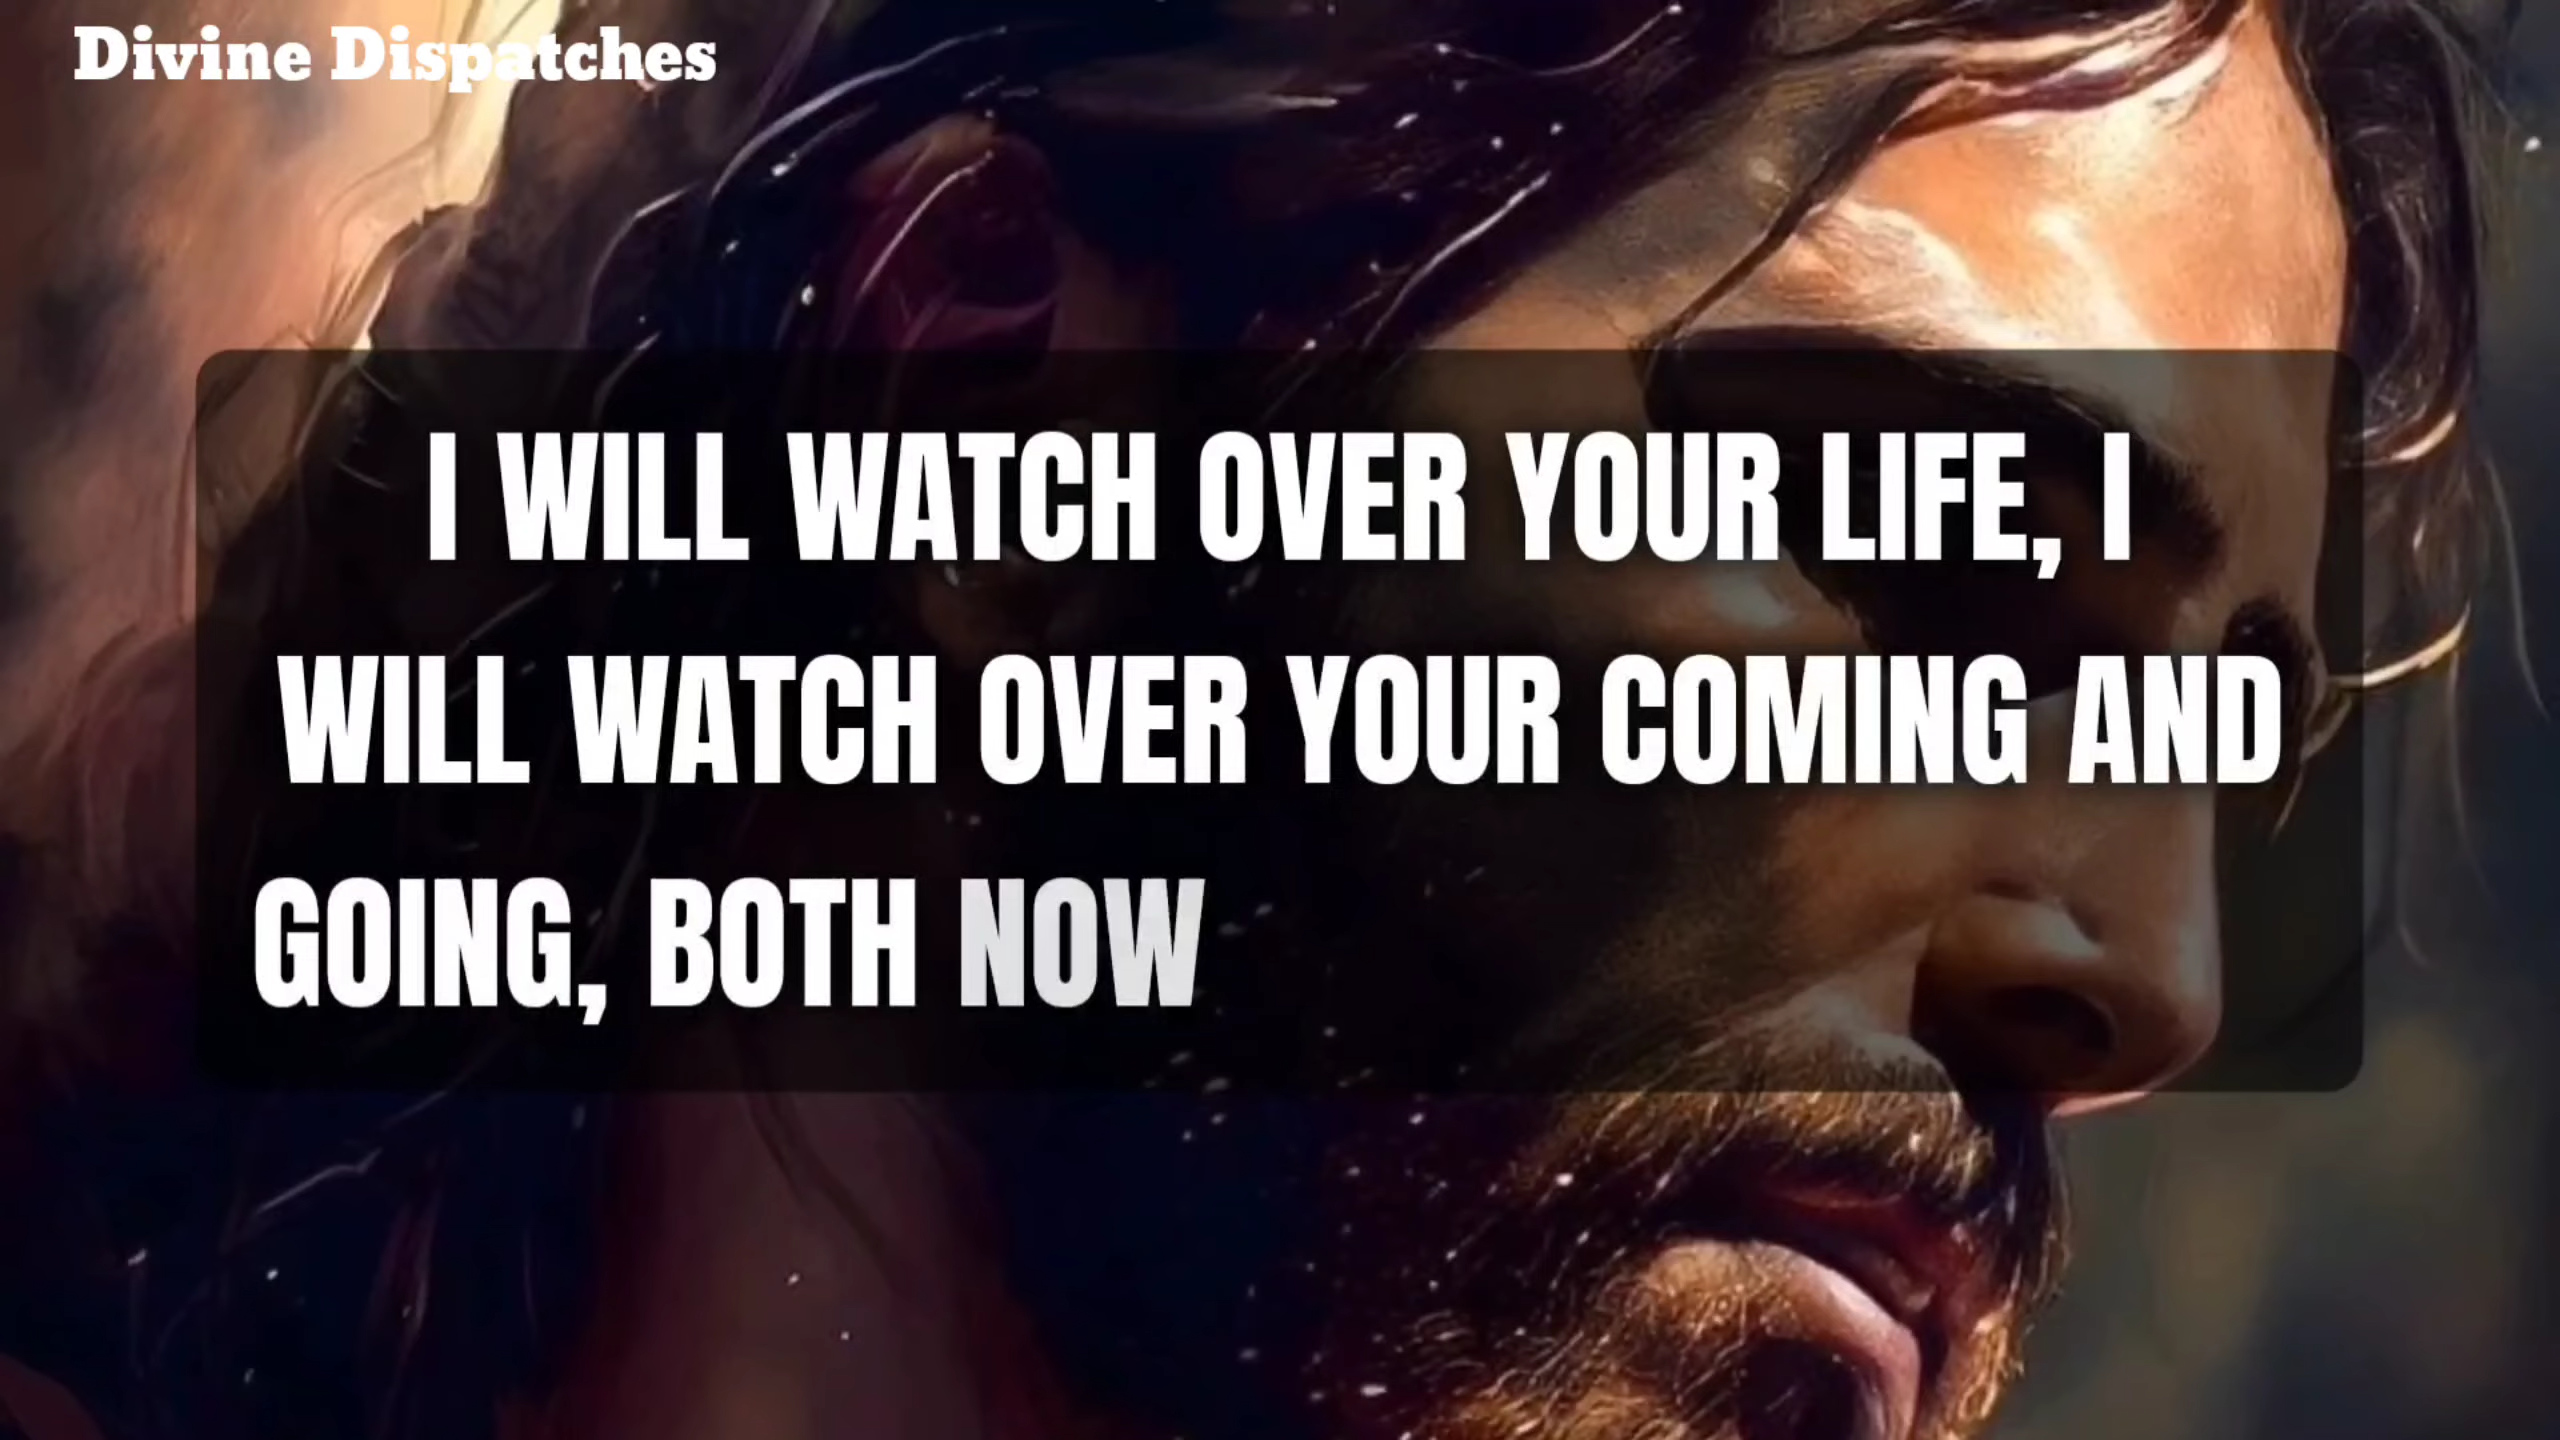 Divine Dispatches
I WILL WATCH OVER YOUR LIFE, I
WILL WATCH OVER YOUR COMING AND
GOING, BOTH NOW